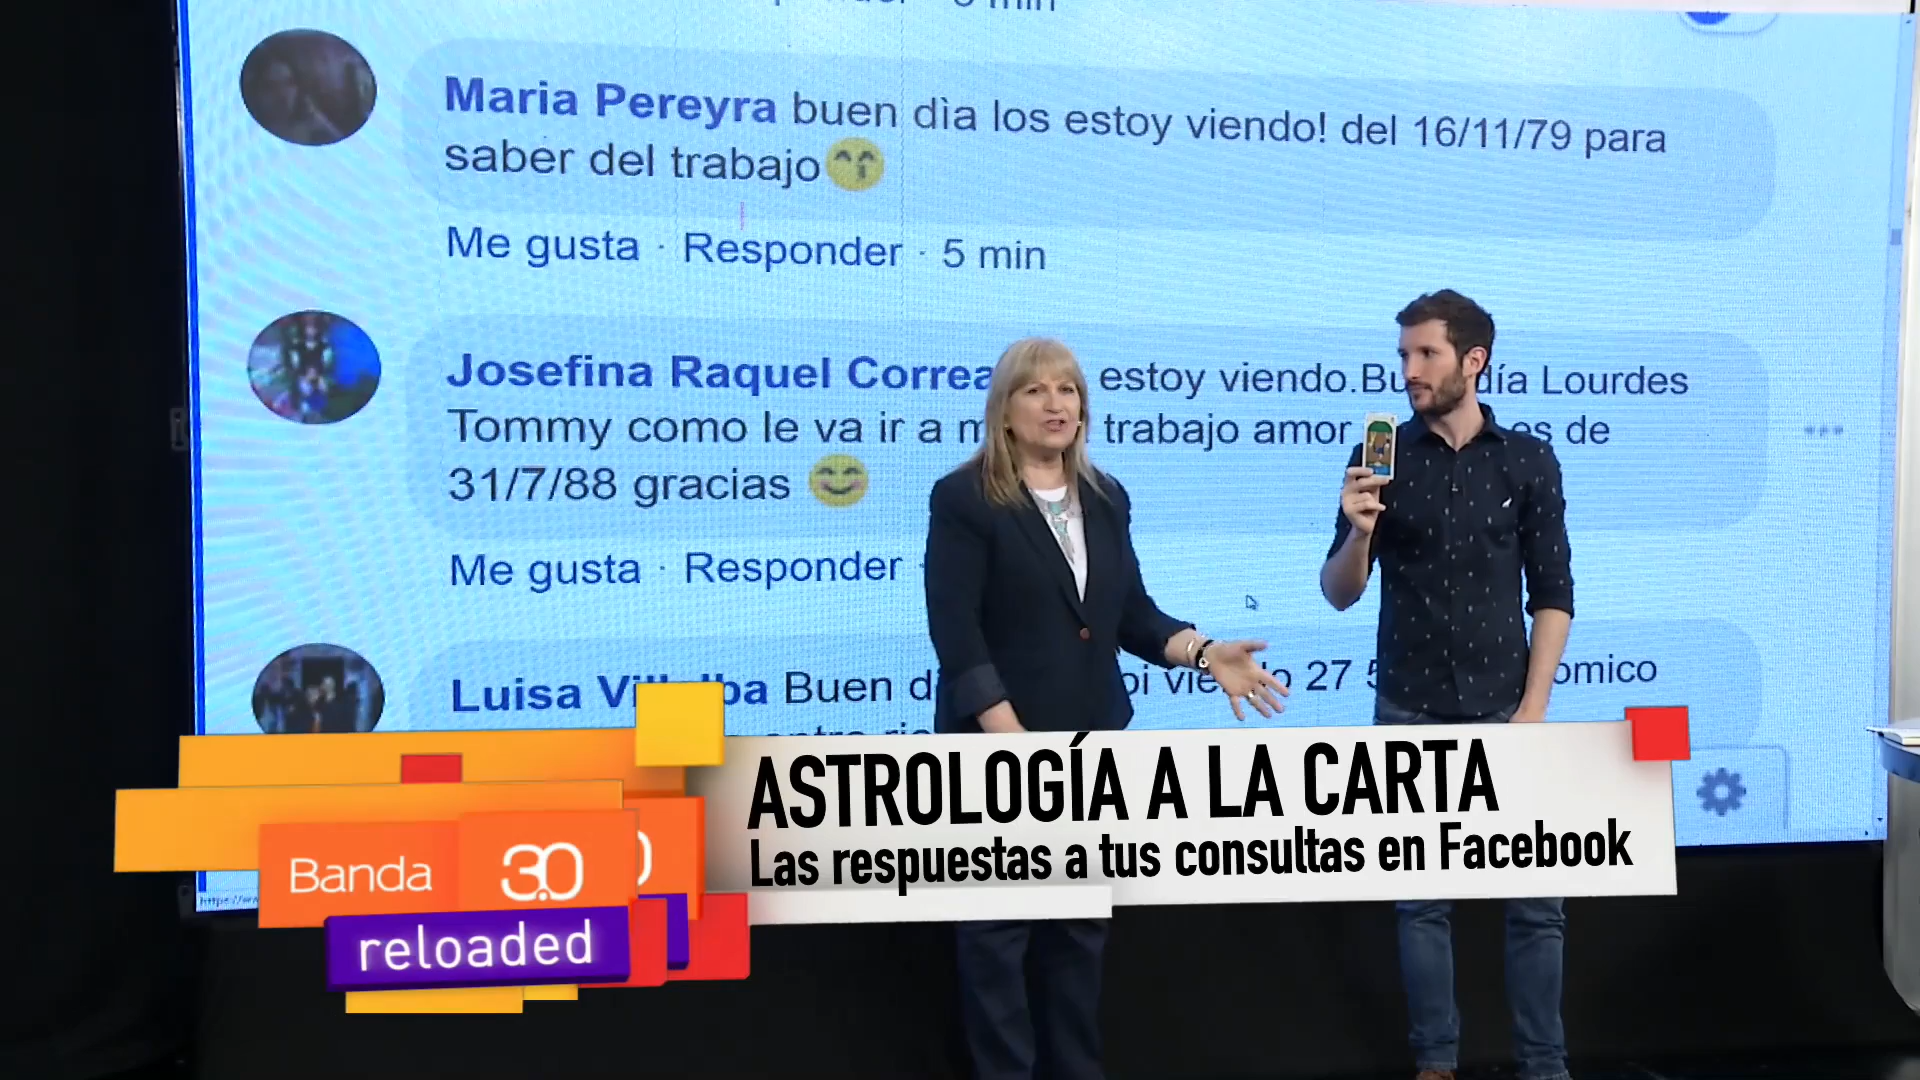 Maria Pereyra buen dìa los estoy viendo! del 16/11/79 para
saber del trabajo
Me gusta · Responder · 5 min
Josefina Raquel Correa estoy viendo.Bu día Lourdes
Tommy como le va ir a m trabajo amor es de
31/7/88 gracias
Me gusta · Responder ·
Luisa Buen d 27 5
ASTROLOGÍA A LA CARTA
Las respuestas a tus consultas en Facebook
Banda 3.0
reloaded